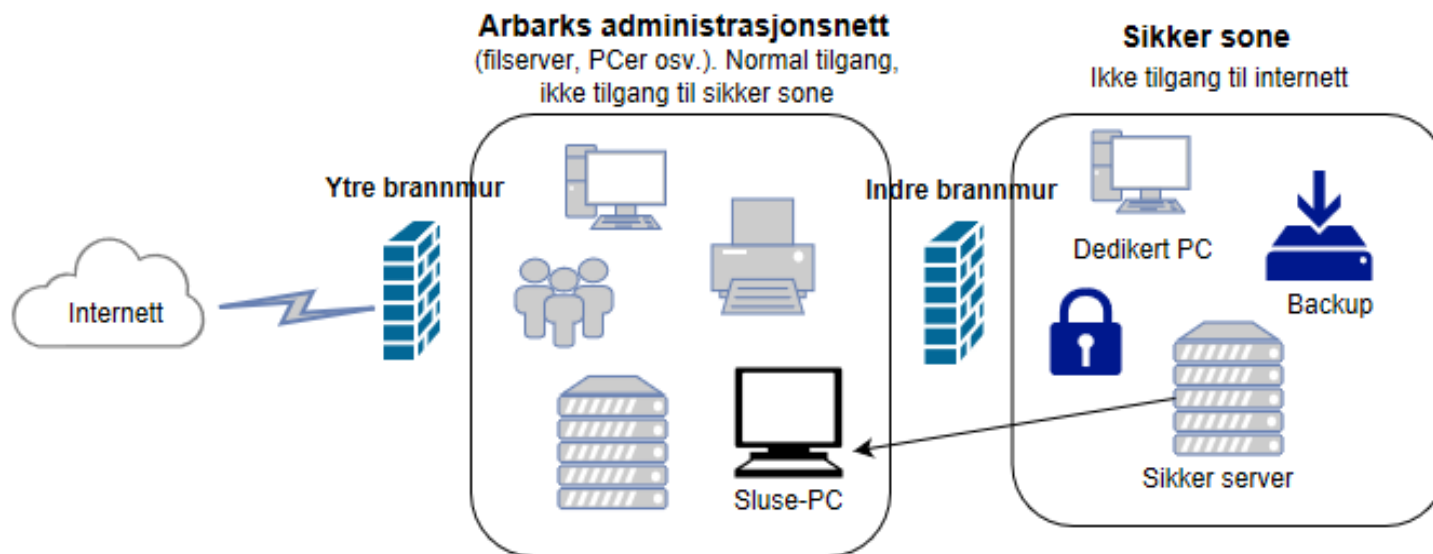 Arbarks administrasjonsnett
(filserver, PCer osv.). Normal tilgang,
ikke tilgang til sikker sone
Sikker sone
Ikke tilgang til internett
Ytre brannmur
Indre brannmur
Internett
Dedikert PC
Backup
Sluse-PC
Sikker server